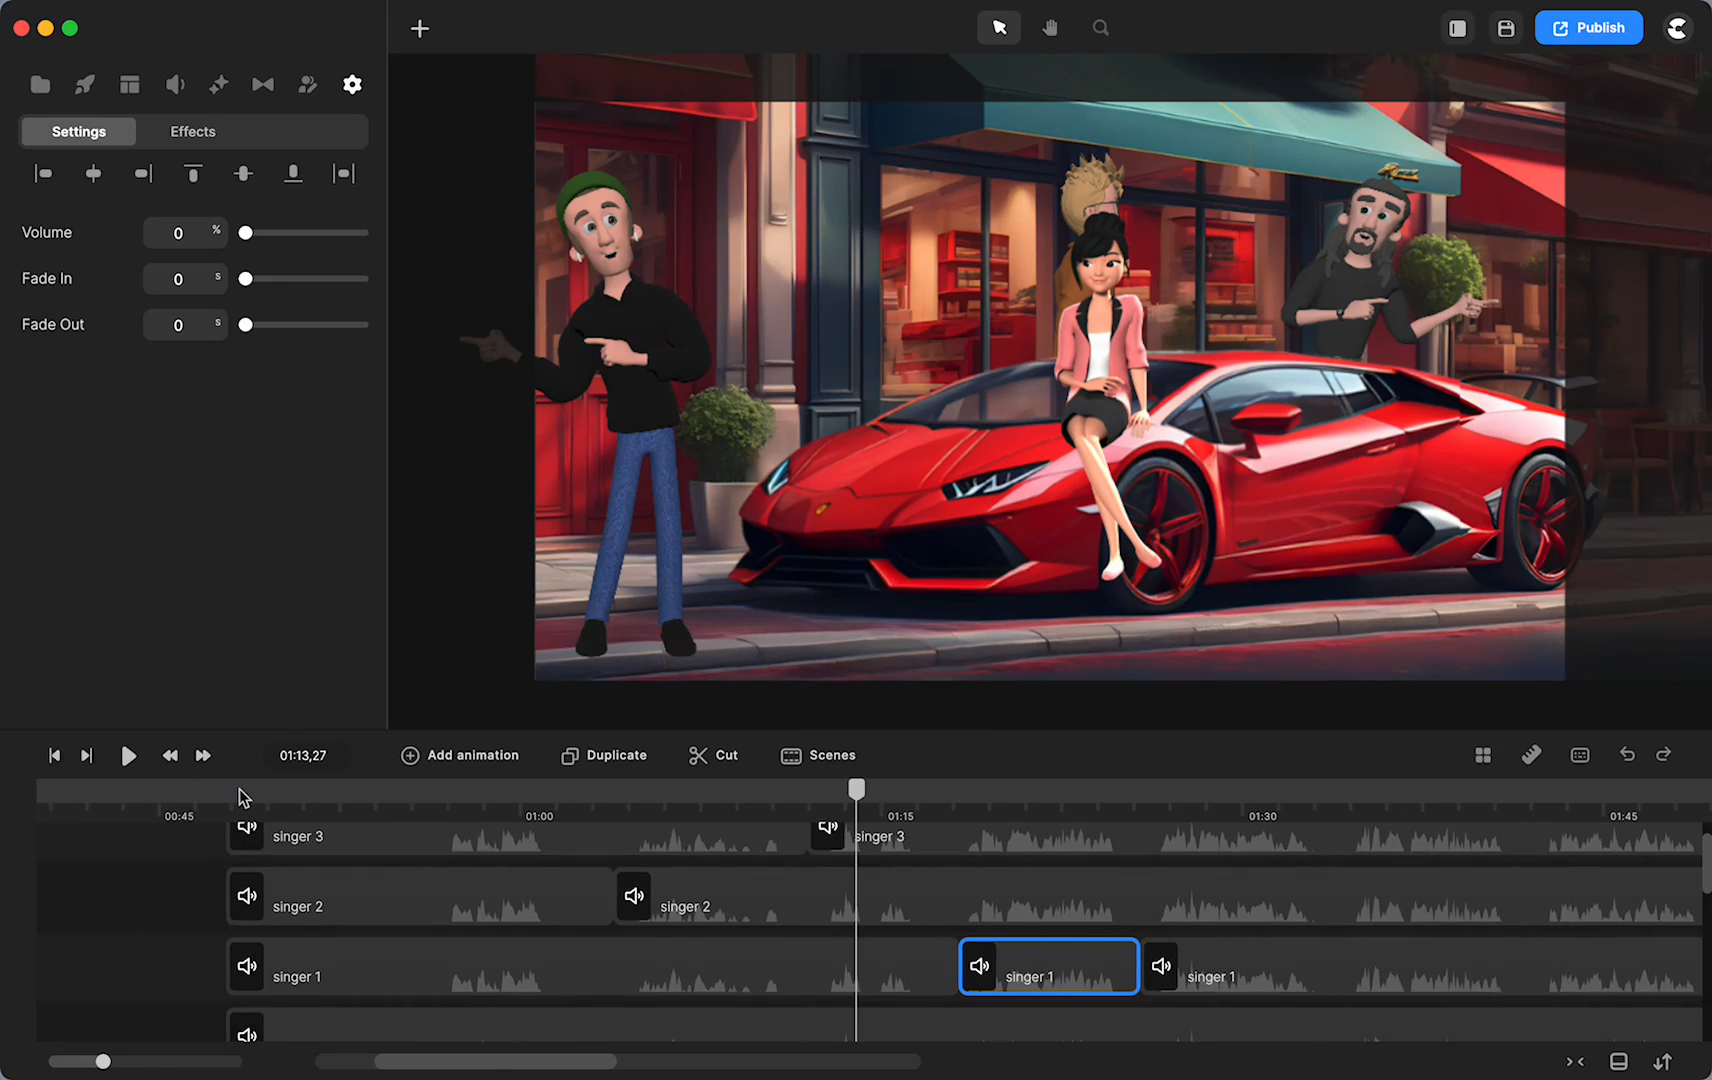 Publish
Settings Effects
Volume 0 %
Fade In 0 s
Fade Out 0 s
01:13,27 Add animation Duplicate Cut Scenes
00:45 01:00 01:15 01:30 01:45
singer 3 singer 3
singer 2 singer 2
singer 1 singer 1 singer 1